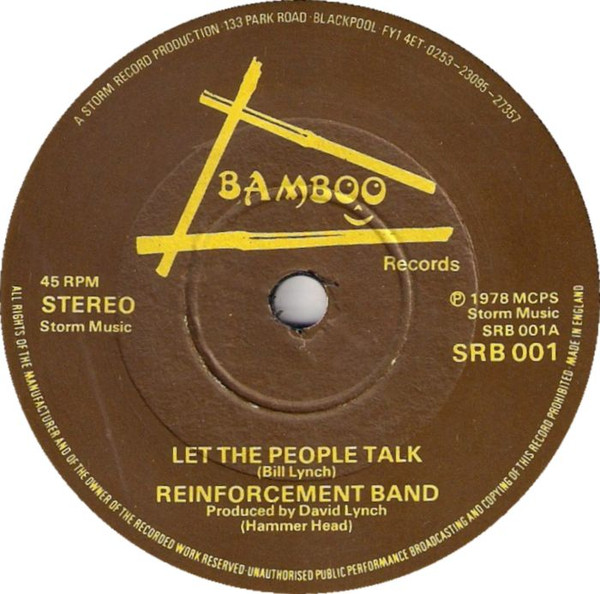 A STORM RECORD PRODUCTION·133 PARK ROAD·BLACKPOOL FY1 4ET·0253-23095-27357
BAMBOO
Records
45 RPM
STEREO
Storm Music
℗ 1978 MCPS
Storm Music
SRB 001A
SRB 001
LET THE PEOPLE TALK
(Bill Lynch)
REINFORCEMENT BAND
Produced by David Lynch
(Hammer Head)
ALL RIGHTS OF THE MANUFACTURER AND OF THE OWNER OF THE RECORDED WORK RESERVED·UNAUTHORISED PUBLIC PERFORMANCE BROADCASTING AND COPYING OF THIS RECORD PROHIBITED·MADE IN ENGLAND